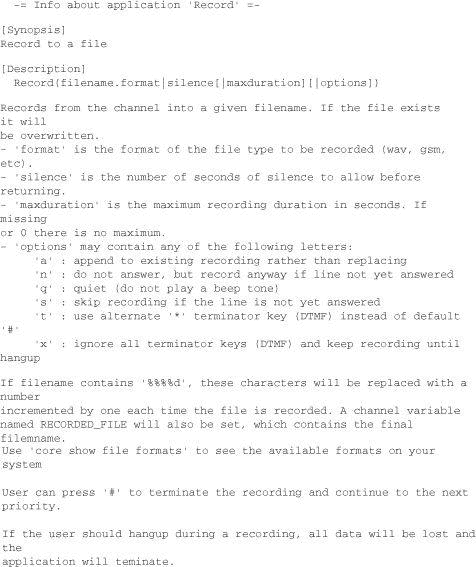 -= Info about application 'Record' =-
[Synopsis]
Record to a file
[Description]
Record(filename.format|silence[|maxduration][|options])
Records from the channel into a given filename. If the file exists
it will
be overwritten.
- 'format' is the format of the file type to be recorded (wav, gsm,
etc).
- 'silence' is the number of seconds of silence to allow before
returning.
- 'maxduration' is the maximum recording duration in seconds. If
missing
or 0 there is no maximum.
- 'options' may contain any of the following letters:
'a' : append to existing recording rather than replacing
'n' : do not answer, but record anyway if line not yet answered
'q' : quiet (do not play a beep tone)
's' : skip recording if the line is not yet answered
't' : use alternate '*' terminator key (DTMF) instead of default
'#'
'x' : ignore all terminator keys (DTMF) and keep recording until
hangup
If filename contains '%%%%d', these characters will be replaced with a
number
incremented by one each time the file is recorded. A channel variable
named RECORDED_FILE will also be set, which contains the final
filemname.
Use 'core show file formats' to see the available formats on your
system
User can press '#' to terminate the recording and continue to the next
priority.
If the user should hangup during a recording, all data will be lost and
the
application will teminate.